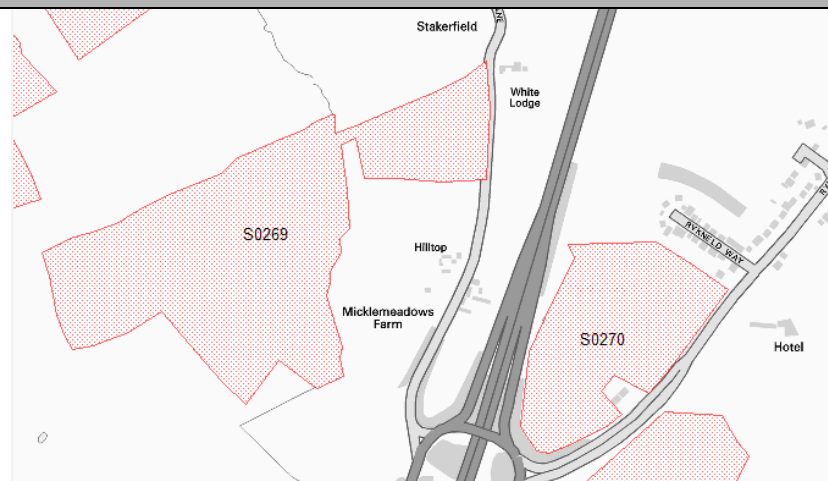 Stakerfield
White
Lodge
S0269
Hilltop
RYKNELD WAY
Micklemeadows
Farm
S0270
Hotel